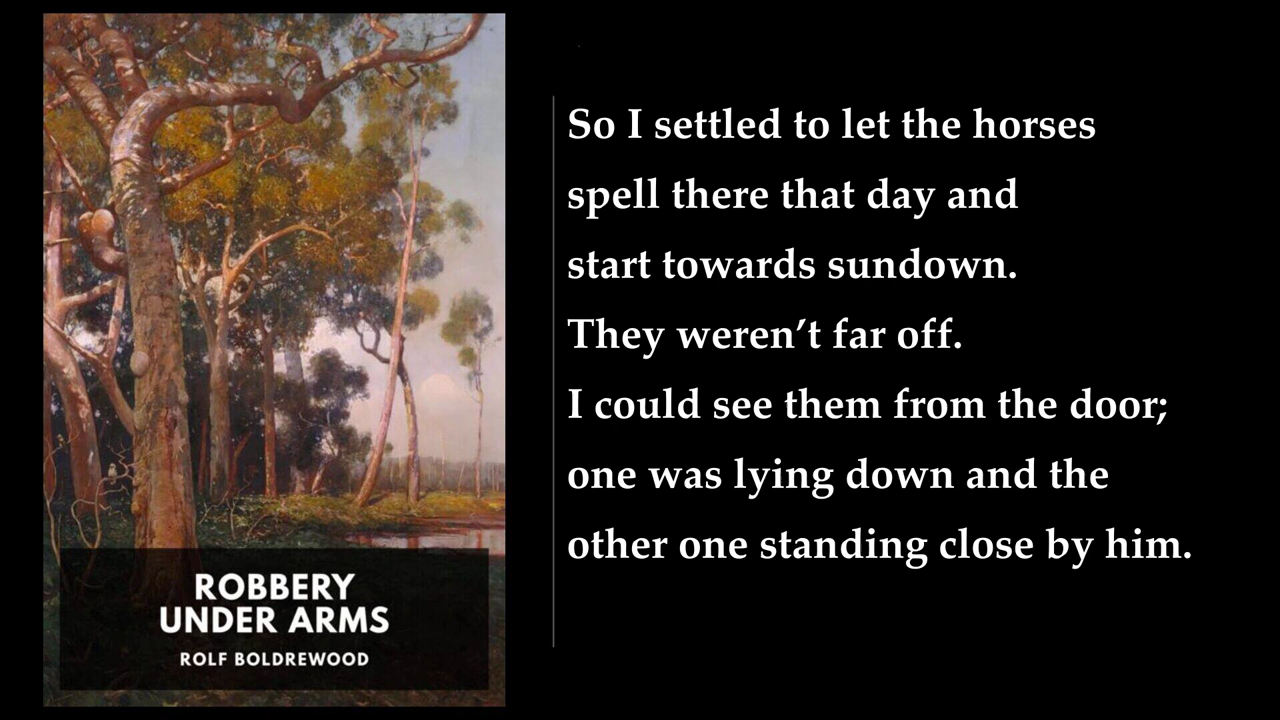 ROBBERY
UNDER ARMS
ROLF BOLDREWOOD
So I settled to let the horses
spell there that day and
start towards sundown.
They weren’t far off.
I could see them from the door;
one was lying down and the
other one standing close by him.